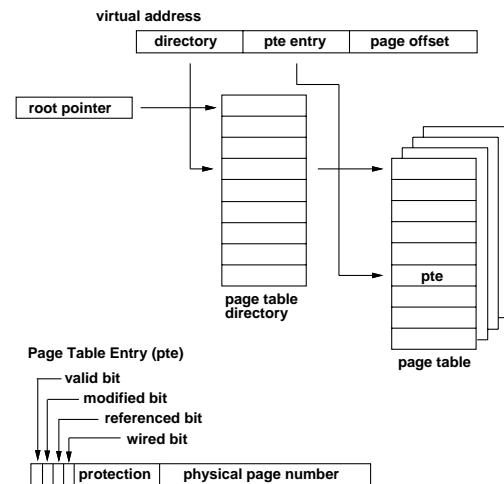 virtual address
directory pte entry page offset
root pointer
pte
page table
directory
page table
Page Table Entry (pte)
valid bit
modified bit
referenced bit
wired bit
protection physical page number